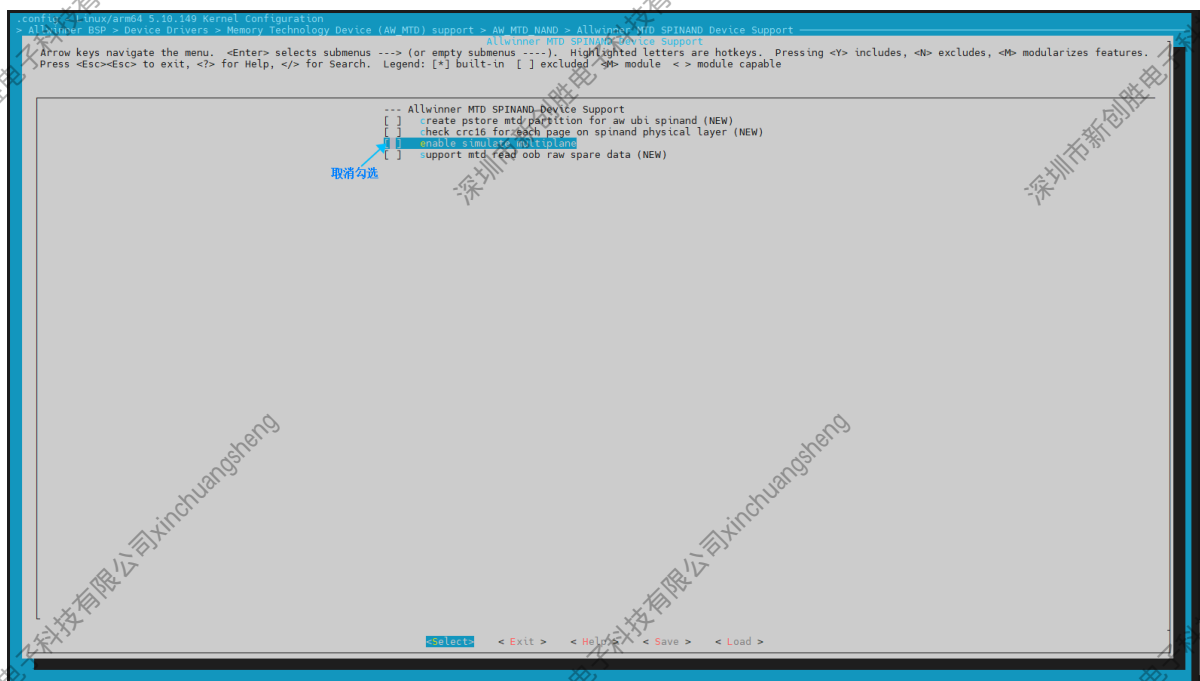 .config - Linux/arm64 5.10.149 Kernel Configuration
> Allwinner BSP > Device Drivers > Memory Technology Device (AW_MTD) support > AW_MTD_NAND > Allwinner MTD SPINAND Device Support
Allwinner MTD SPINAND Device Support
Arrow keys navigate the menu. <Enter> selects submenus ---> (or empty submenus ----). Highlighted letters are hotkeys. Pressing <Y> includes, <N> excludes, <M> modularizes features.
Press <Esc><Esc> to exit, <?> for Help, </> for Search. Legend: [*] built-in [ ] excluded <M> module < > module capable
--- Allwinner MTD SPINAND Device Support
[ ] create pstore mtd partition for aw ubi spinand (NEW)
[ ] check crc16 for each page on spinand physical layer (NEW)
[ ] enable simulate multiplane
[ ] support mtd read oob raw spare data (NEW)
取消勾选
<Select> < Exit > < Help > < Save > < Load >
深圳市新创胜电子科技有限公司xinchuangsheng
深圳市新创胜电子科技有限公司xinchuangsheng